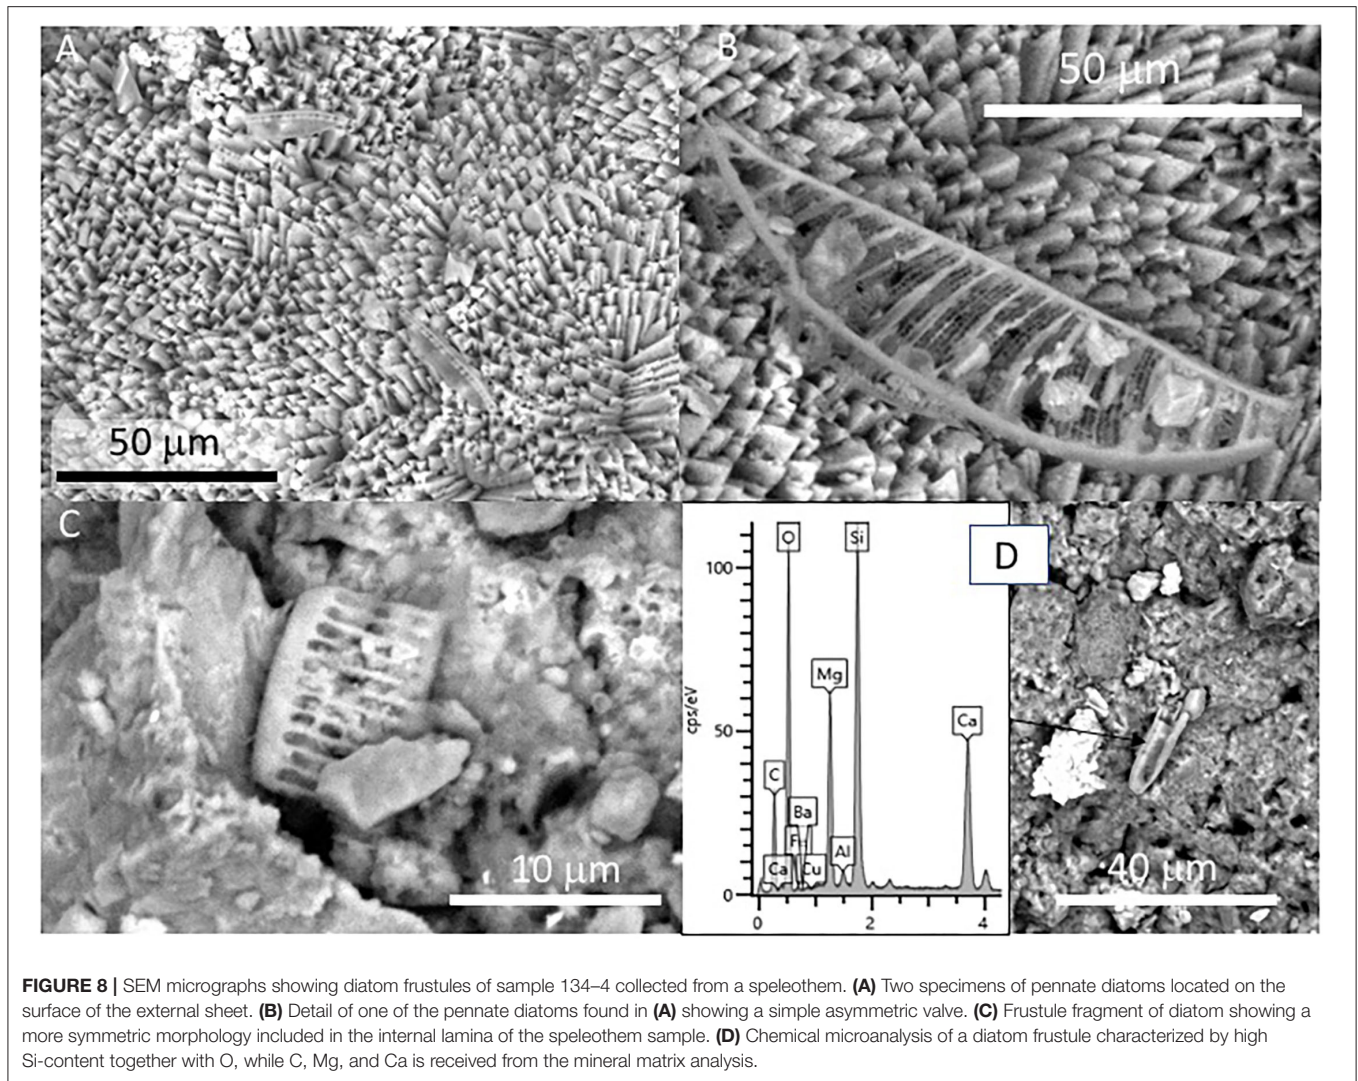 A
50 µm
B
50 µm
C
10 µm
D
40 µm
cps/eV
100
50
0
0
2
4
O
Si
Mg
Ca
C
Ba
Ca
Cu
Al
FIGURE 8 | SEM micrographs showing diatom frustules of sample 134–4 collected from a speleothem. (A) Two specimens of pennate diatoms located on the
surface of the external sheet. (B) Detail of one of the pennate diatoms found in (A) showing a simple asymmetric valve. (C) Frustule fragment of diatom showing a
more symmetric morphology included in the internal lamina of the speleothem sample. (D) Chemical microanalysis of a diatom frustule characterized by high
Si-content together with O, while C, Mg, and Ca is received from the mineral matrix analysis.